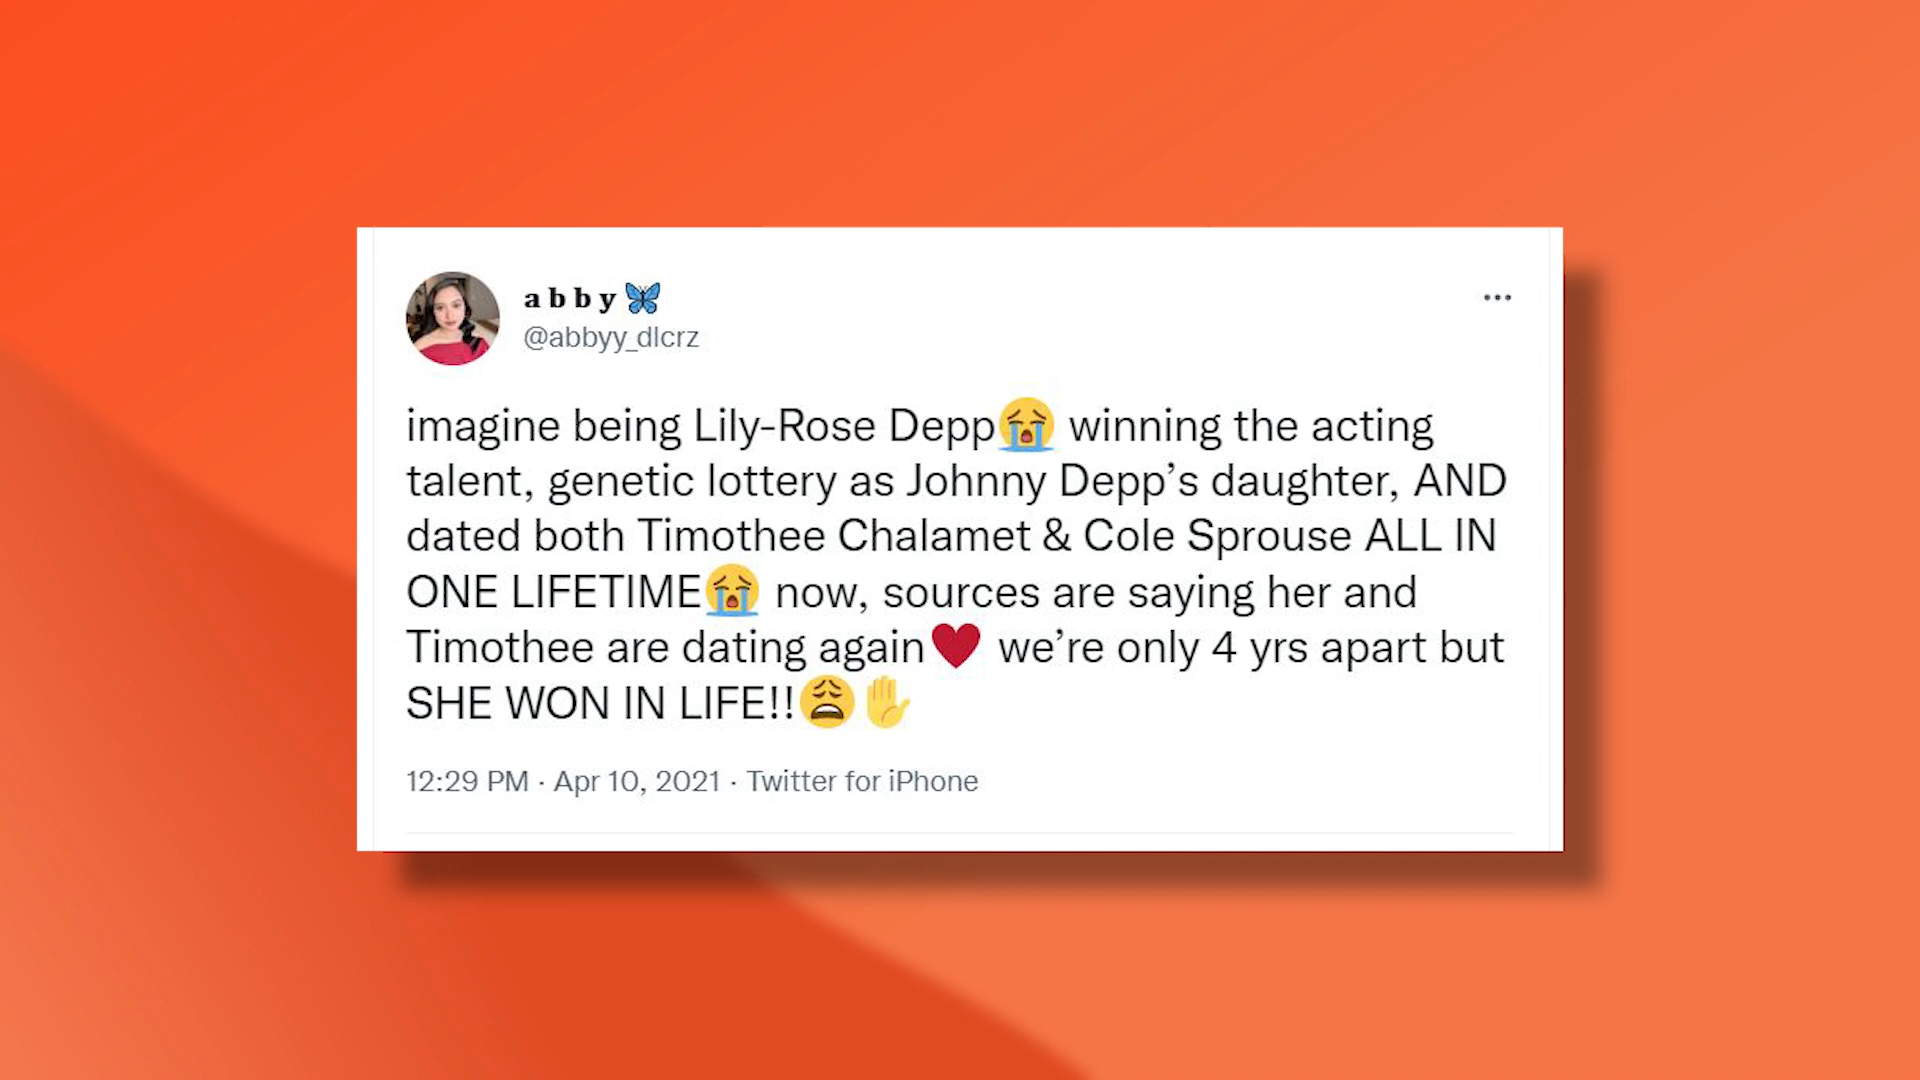 a b b y🦋
@abbyy_dlcrz
imagine being Lily-Rose Depp😭 winning the acting
talent, genetic lottery as Johnny Depp’s daughter, AND
dated both Timothee Chalamet & Cole Sprouse ALL IN
ONE LIFETIME😭 now, sources are saying her and
Timothee are dating again❤️ we’re only 4 yrs apart but
SHE WON IN LIFE!!😩✋
12:29 PM · Apr 10, 2021 · Twitter for iPhone